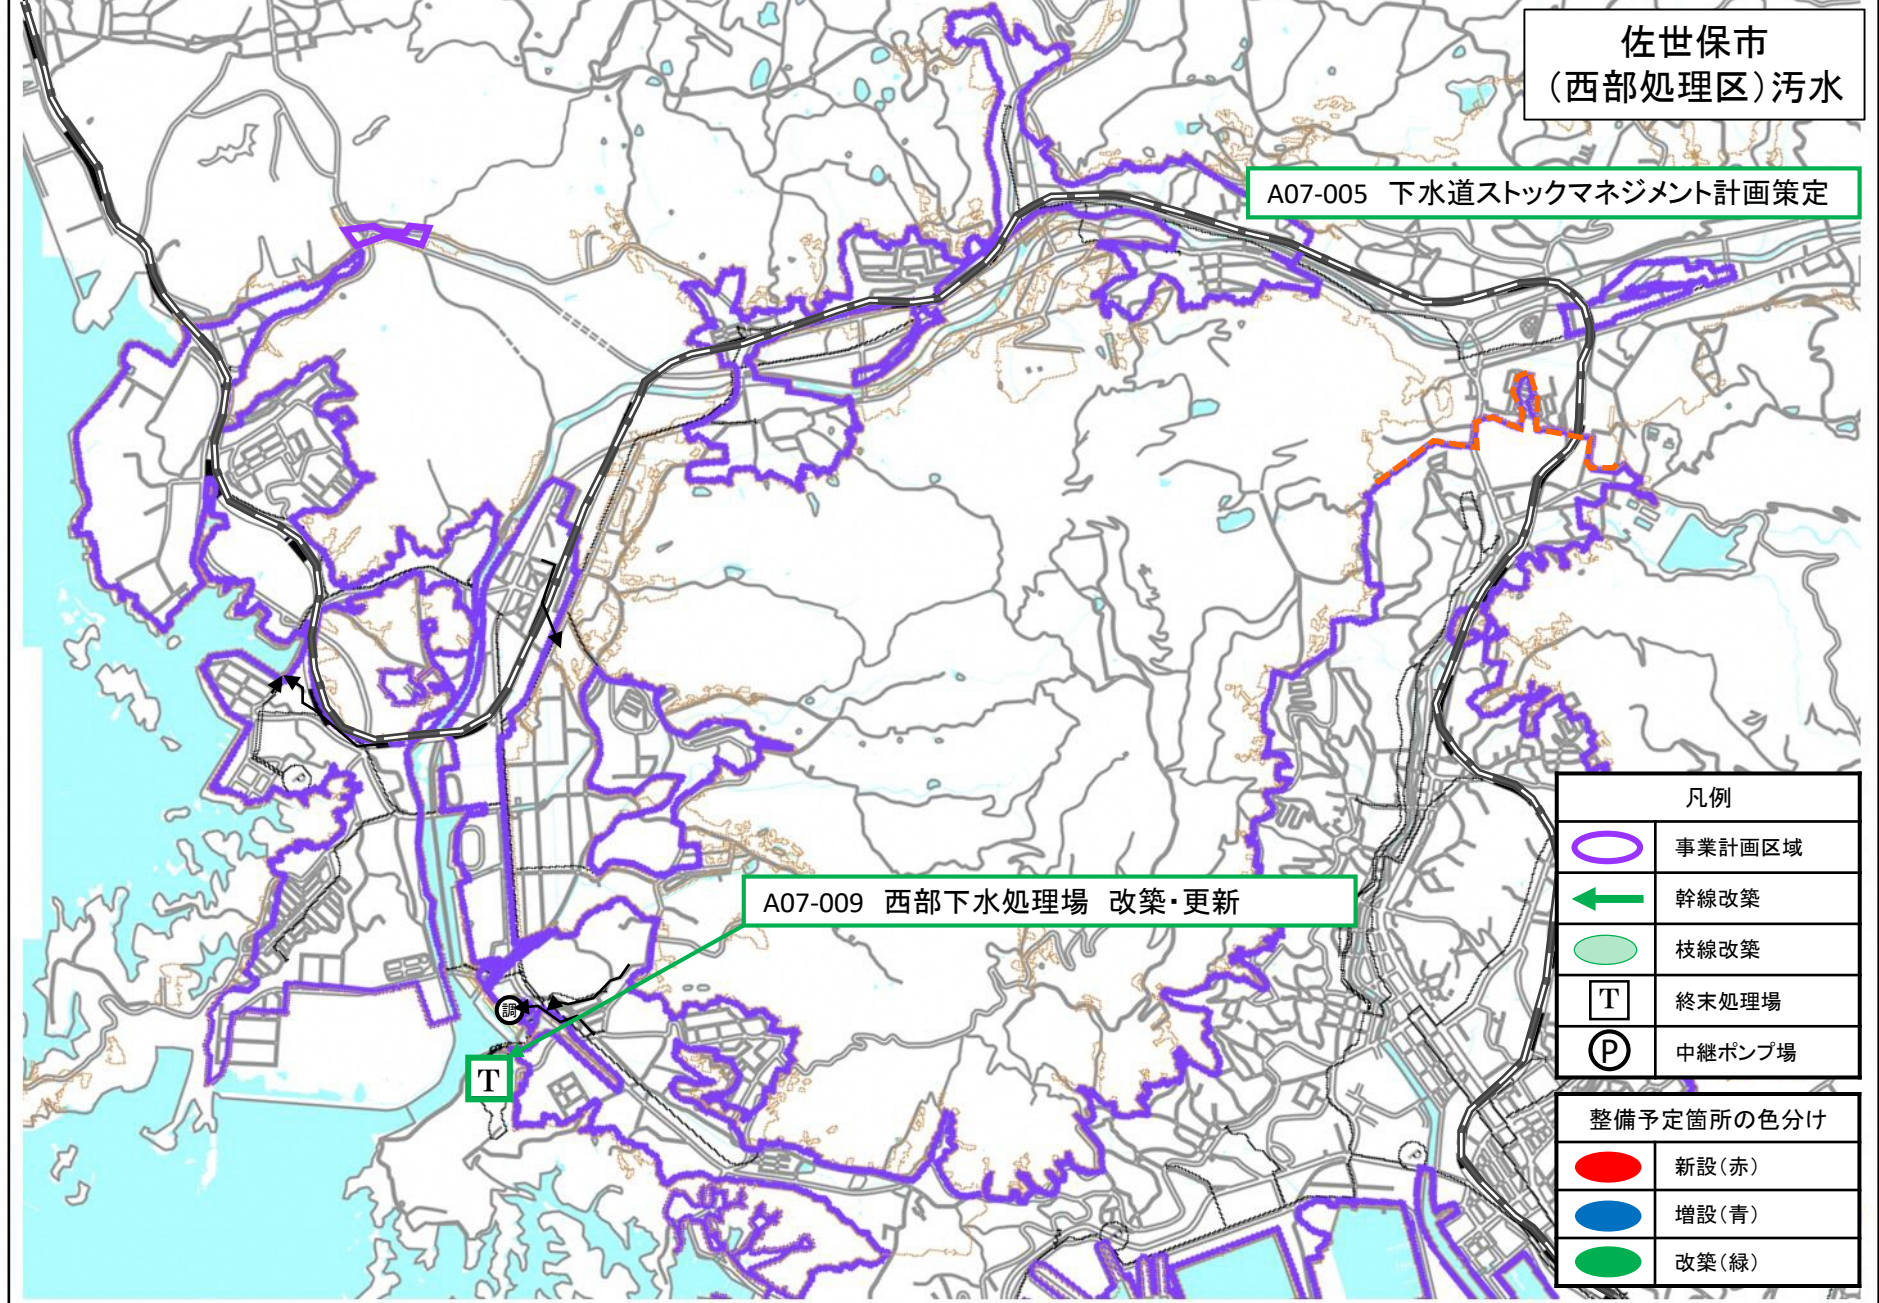 佐世保市
（西部処理区）汚水
A07-005 下水道ストックマネジメント計画策定
A07-009 西部下水処理場 改築・更新
調
T
凡例
事業計画区域
幹線改築
枝線改築
T 終末処理場
P 中継ポンプ場
整備予定箇所の色分け
新設（赤）
増設（青）
改築（緑）